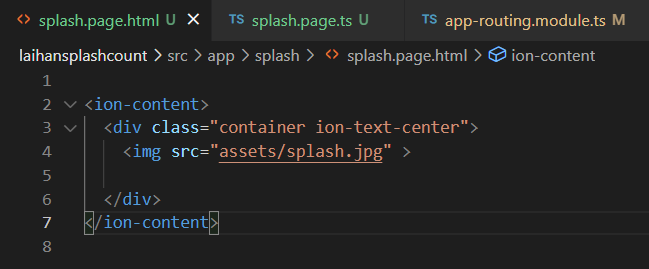 <> splash.page.html U × TS splash.page.ts U TS app-routing.module.ts M
laihansplashcount > src > app > splash > <> splash.page.html > ion-content
1
2 <ion-content>
3 <div class="container ion-text-center">
4 <img src="assets/splash.jpg" >
5
6 </div>
7 </ion-content>
8